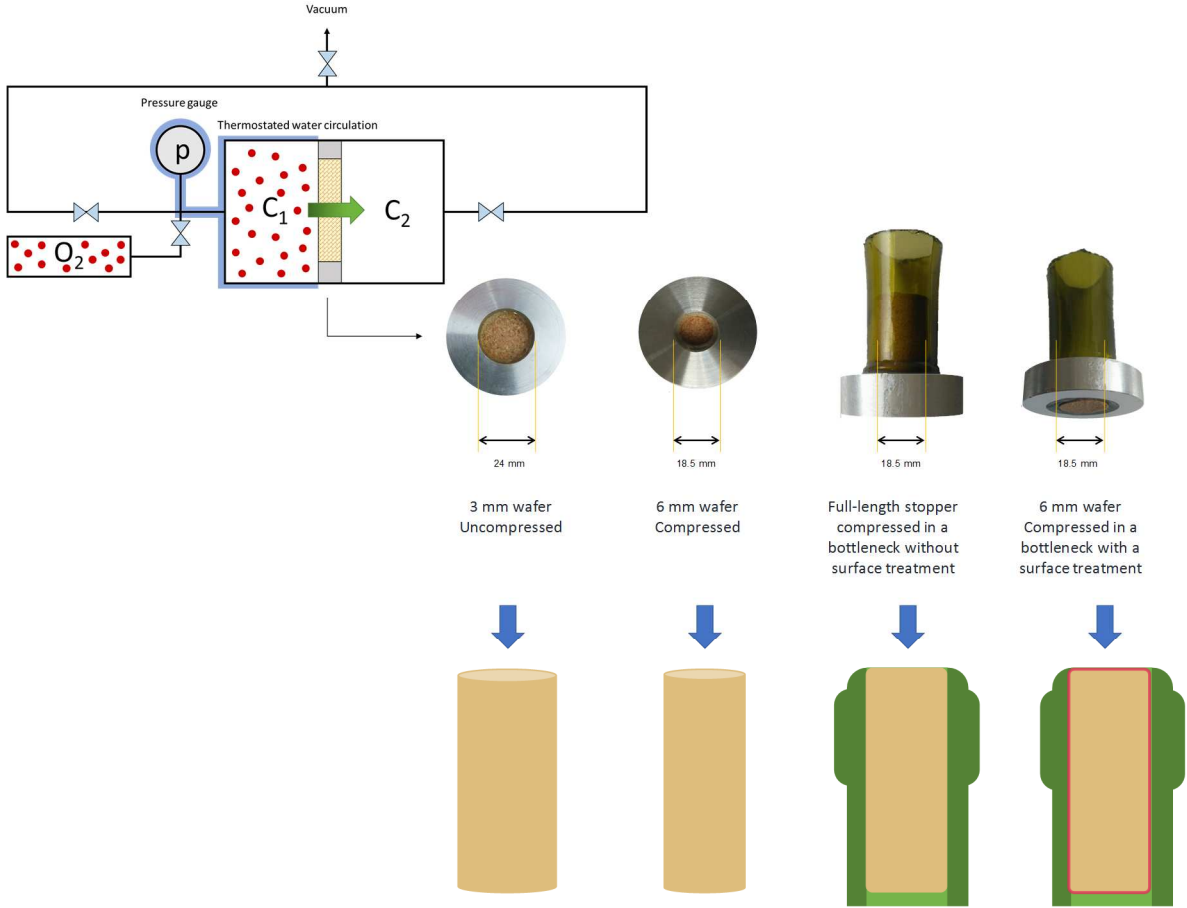 Vacuum
Pressure gauge
Thermostated water circulation
p
C1
C2
O2
24 mm
18.5 mm
18.5 mm
18.5 mm
3 mm wafer
Uncompressed
6 mm wafer
Compressed
Full-length stopper
compressed in a
bottleneck without
surface treatment
6 mm wafer
Compressed in a
bottleneck with a
surface treatment